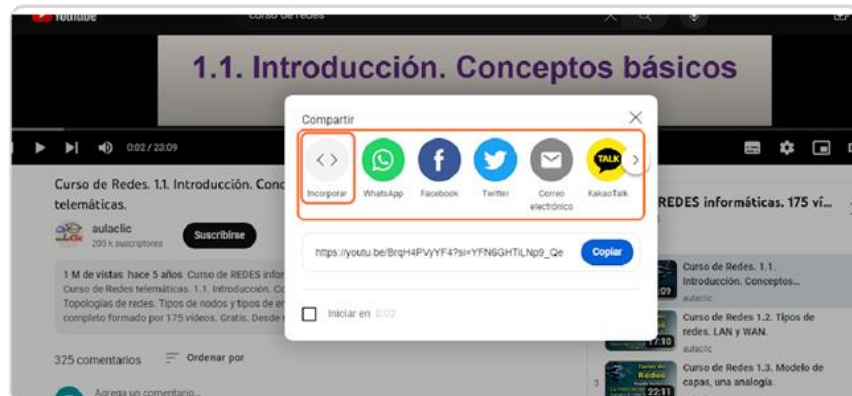 YouTube
curso de redes
1.1. Introducción. Conceptos básicos
0:02 / 23:09
Compartir
Incorporar
WhatsApp
Facebook
Twitter
Correo
electrónico
TALK
KakaoTalk
https://youtu.be/BrqH4PVyYF4?si=YFN6GHTiLNp9_Qe
Copiar
Iniciar en 0:02
Curso de Redes. 1.1. Introducción. Conc
telemáticas.
aulaclic
205 k suscriptores
Suscribirse
1 M de vistas hace 5 años Curso de REDES infor
Curso de Redes telemáticas. 1.1. Introducción. Co
Topologías de redes. Tipos de nodos y tipos de en
completo formado por 175 vídeos. Gratis. Desde
325 comentarios
Ordenar por
Agrega un comentario...
REDES informáticas. 175 ví...
:09
Curso de Redes. 1.1.
Introducción. Conceptos...
aulaclic
17:10
Curso de Redes 1.2. Tipos de
redes. LAN y WAN.
aulaclic
3
Redes
22:11
Curso de Redes 1.3. Modelo de
capas, una analogía.